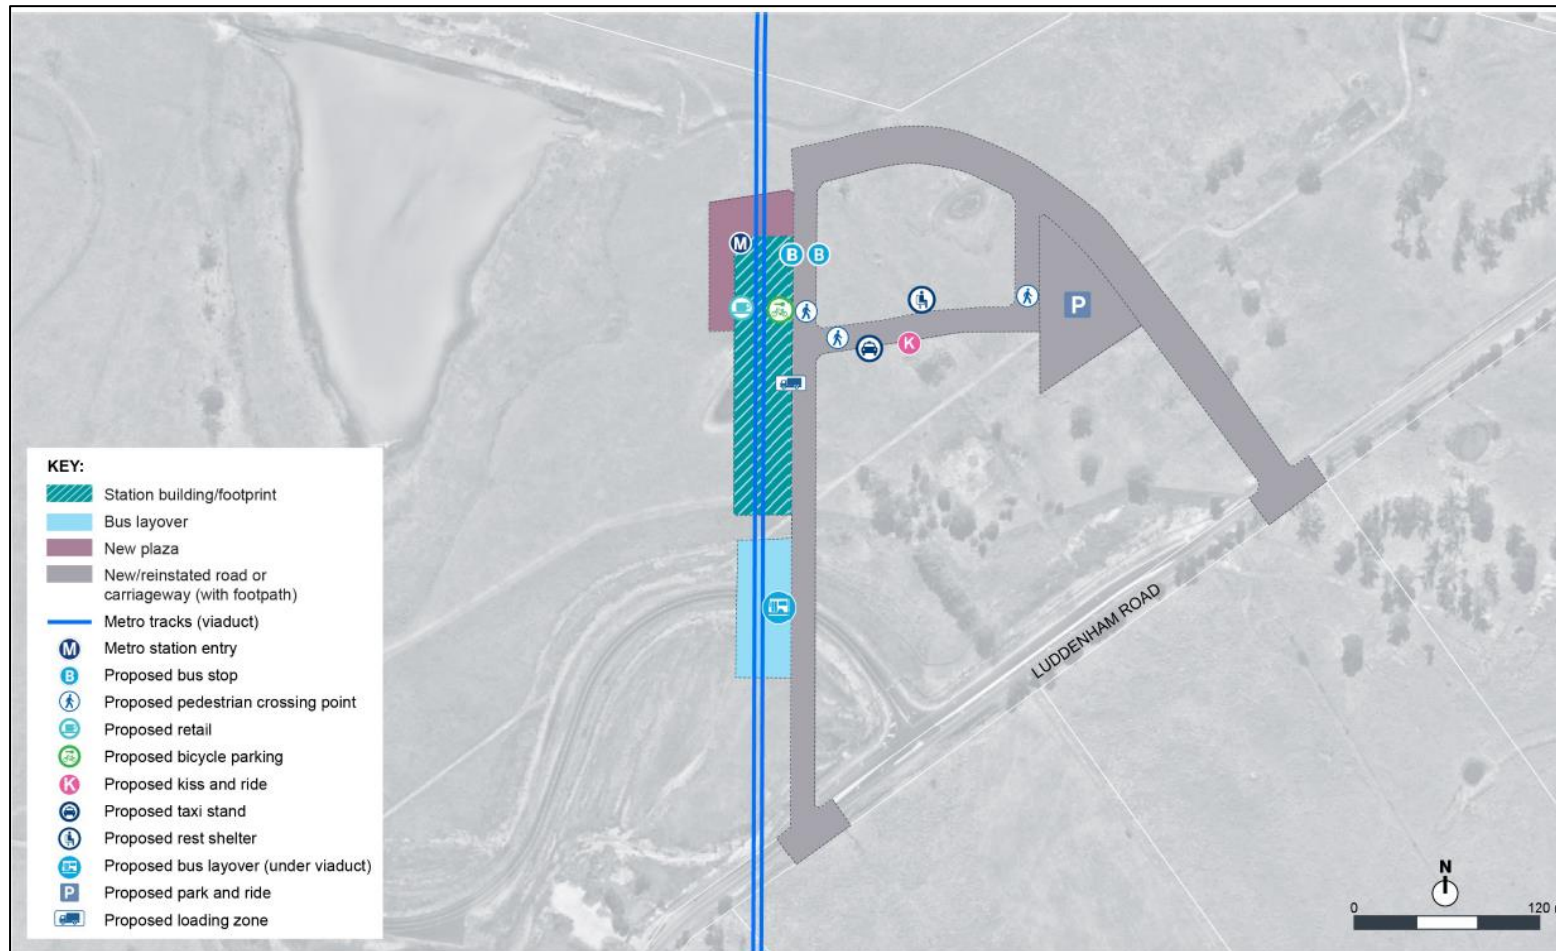 M
B B
P
K
KEY:
Station building/footprint
Bus layover
New plaza
New/reinstated road or
carriageway (with footpath)
Metro tracks (viaduct)
M Metro station entry
B Proposed bus stop
Proposed pedestrian crossing point
Proposed retail
Proposed bicycle parking
K Proposed kiss and ride
Proposed taxi stand
Proposed rest shelter
Proposed bus layover (under viaduct)
P Proposed park and ride
Proposed loading zone
LUDDENHAM ROAD
N
0 120